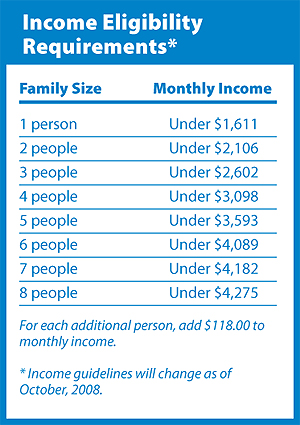 Income Eligibility
Requirements*
Family Size Monthly Income
1 person Under $1,611
2 people Under $2,106
3 people Under $2,602
4 people Under $3,098
5 people Under $3,593
6 people Under $4,089
7 people Under $4,182
8 people Under $4,275
For each additional person, add $118.00 to
monthly income.
* Income guidelines will change as of
October, 2008.